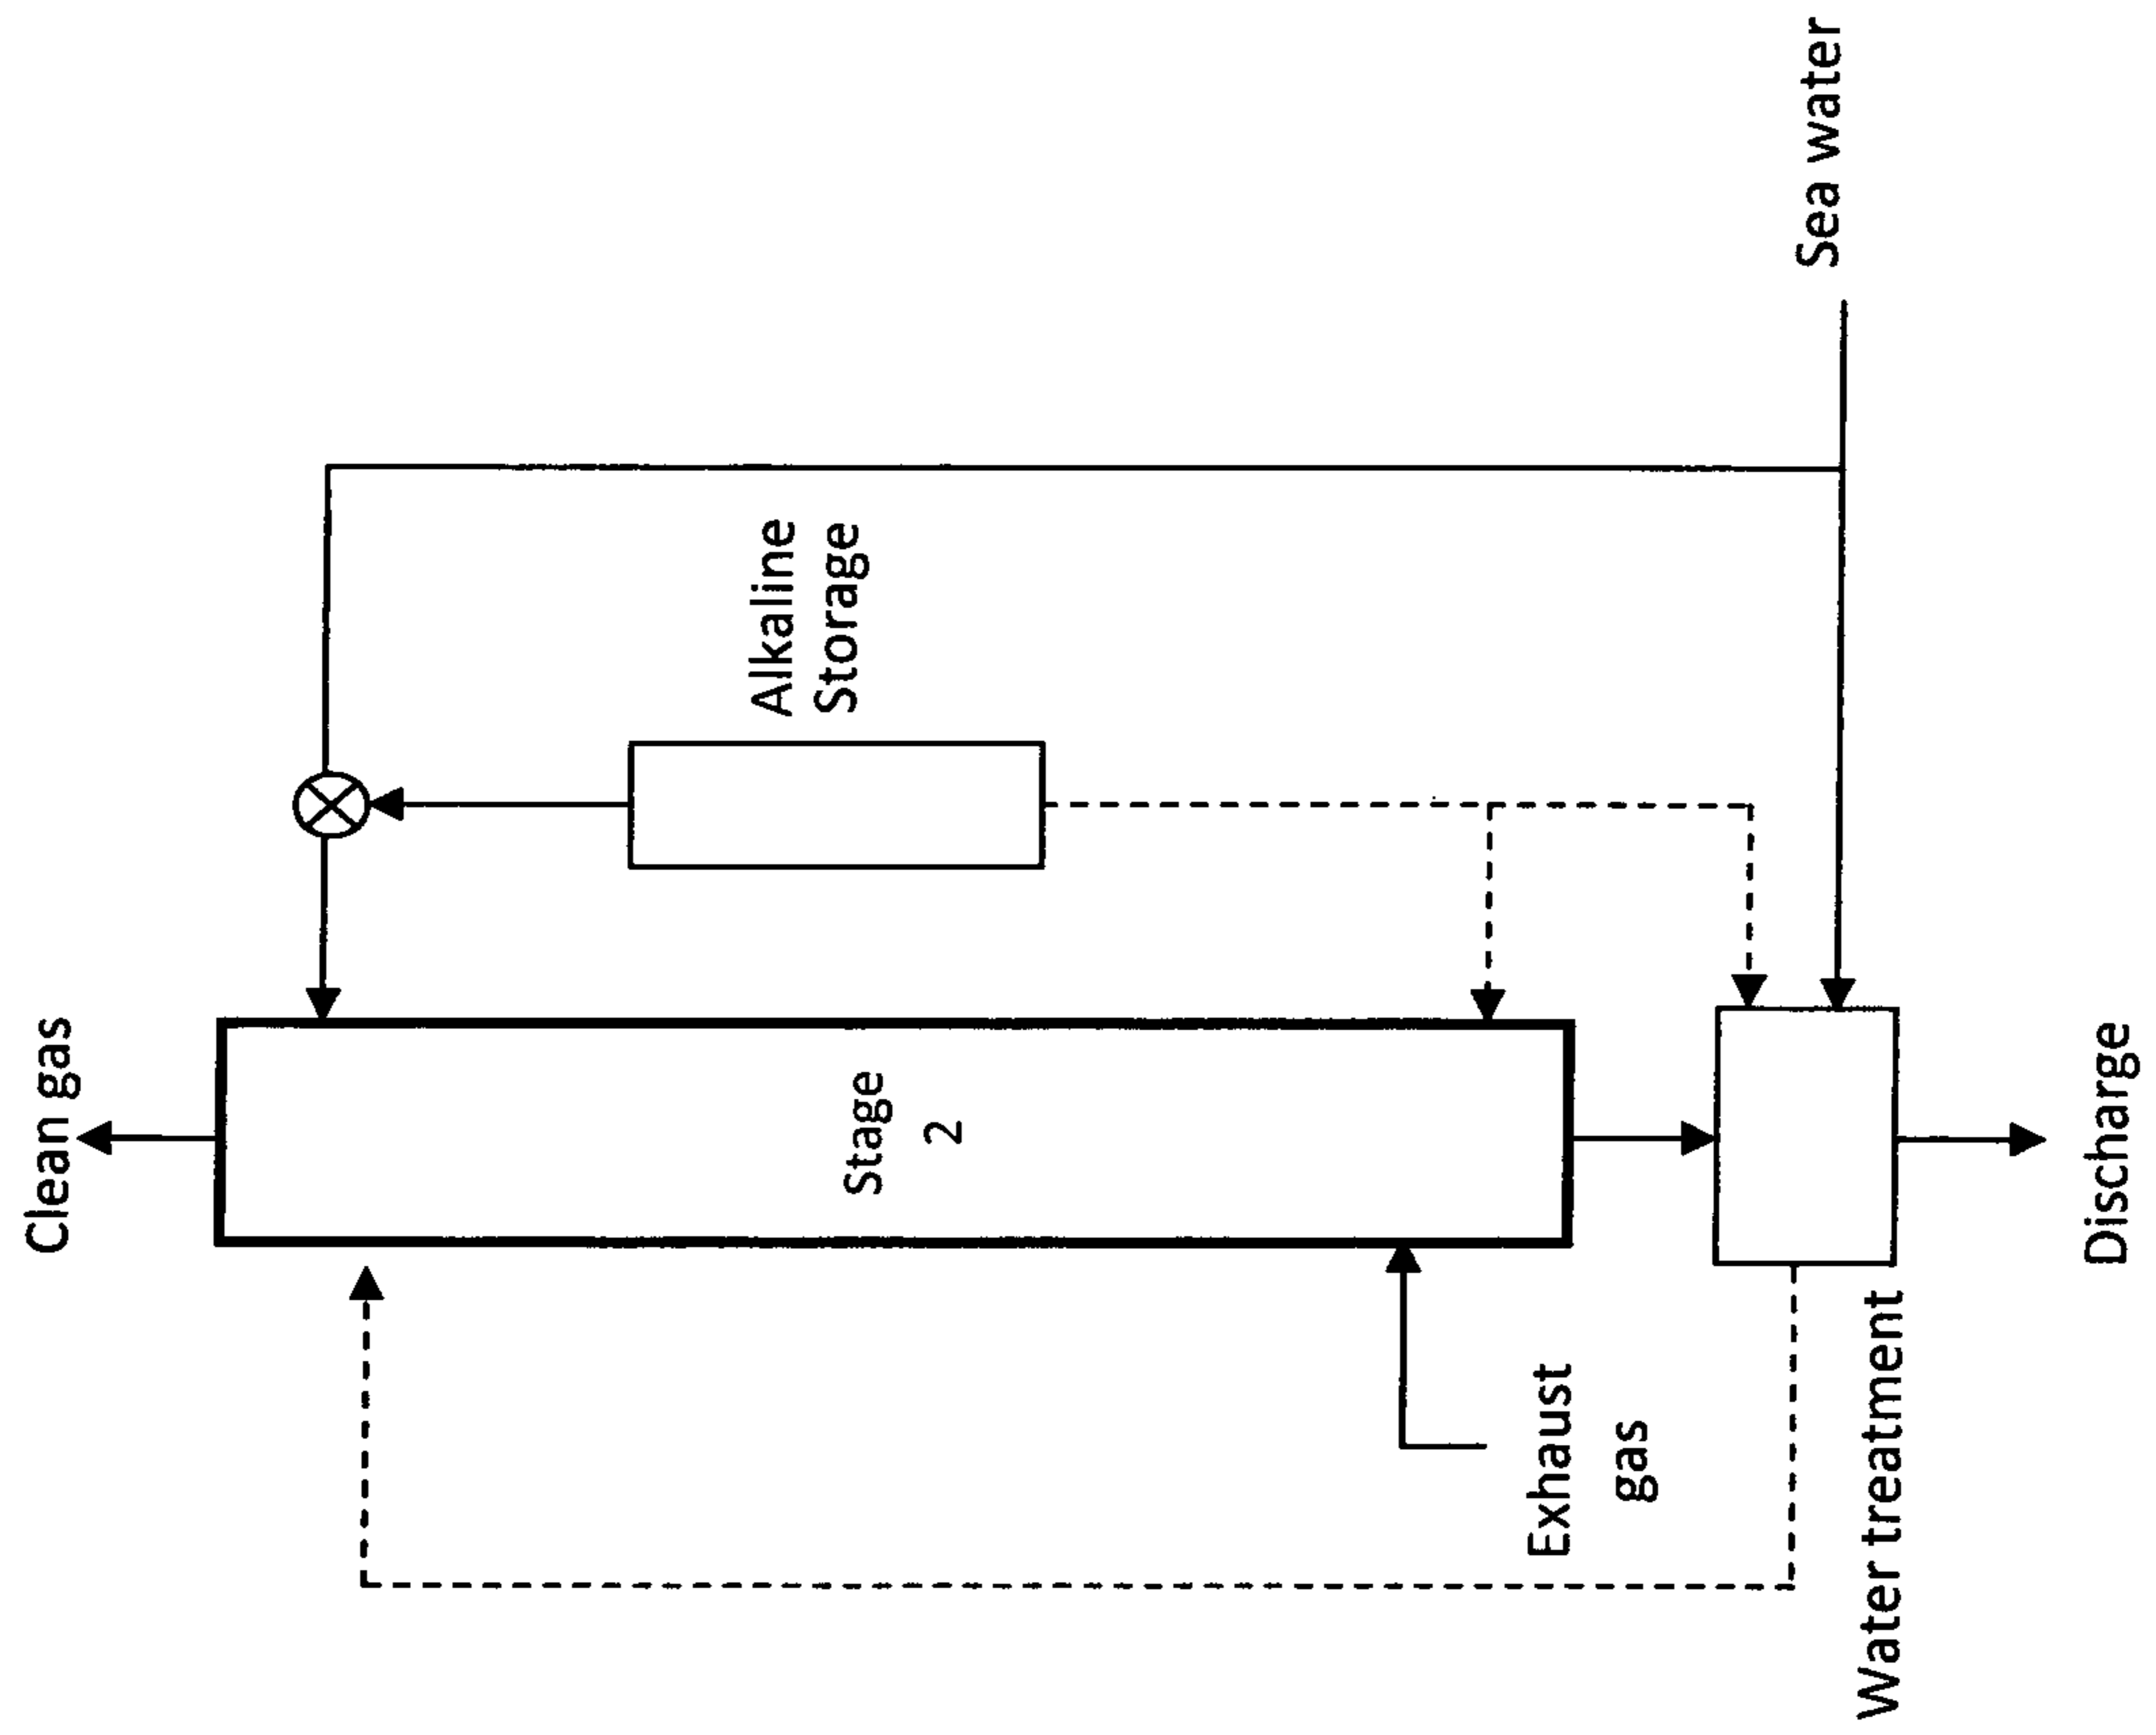 Clean gas
Stage
2
Alkaline
Storage
Exhaust
gas
Water treatment
Sea water
Discharge